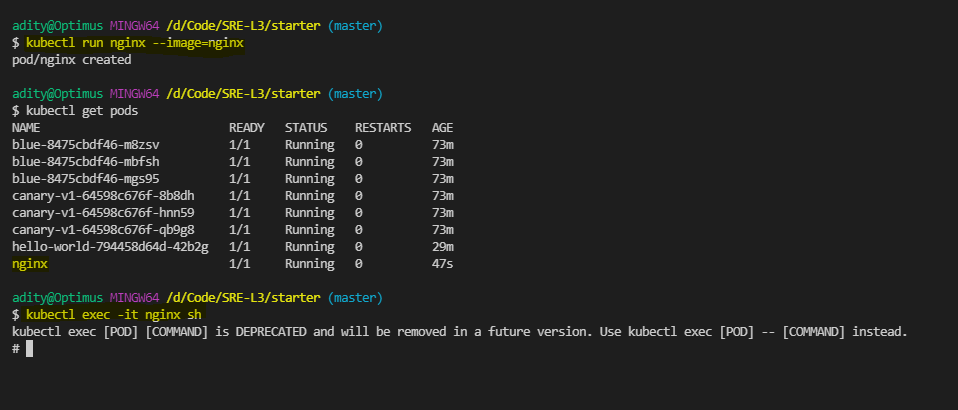 adity@Optimus MINGW64 /d/Code/SRE-L3/starter (master)
$ kubectl run nginx --image=nginx
pod/nginx created
adity@Optimus MINGW64 /d/Code/SRE-L3/starter (master)
$ kubectl get pods
NAME READY STATUS RESTARTS AGE
blue-8475cbdf46-m8zsv 1/1 Running 0 73m
blue-8475cbdf46-mbfsh 1/1 Running 0 73m
blue-8475cbdf46-mgs95 1/1 Running 0 73m
canary-v1-64598c676f-8b8dh 1/1 Running 0 73m
canary-v1-64598c676f-hnn59 1/1 Running 0 73m
canary-v1-64598c676f-qb9g8 1/1 Running 0 73m
hello-world-794458d64d-42b2g 1/1 Running 0 29m
nginx 1/1 Running 0 47s
adity@Optimus MINGW64 /d/Code/SRE-L3/starter (master)
$ kubectl exec -it nginx sh
kubectl exec [POD] [COMMAND] is DEPRECATED and will be removed in a future version. Use kubectl exec [POD] -- [COMMAND] instead.
#